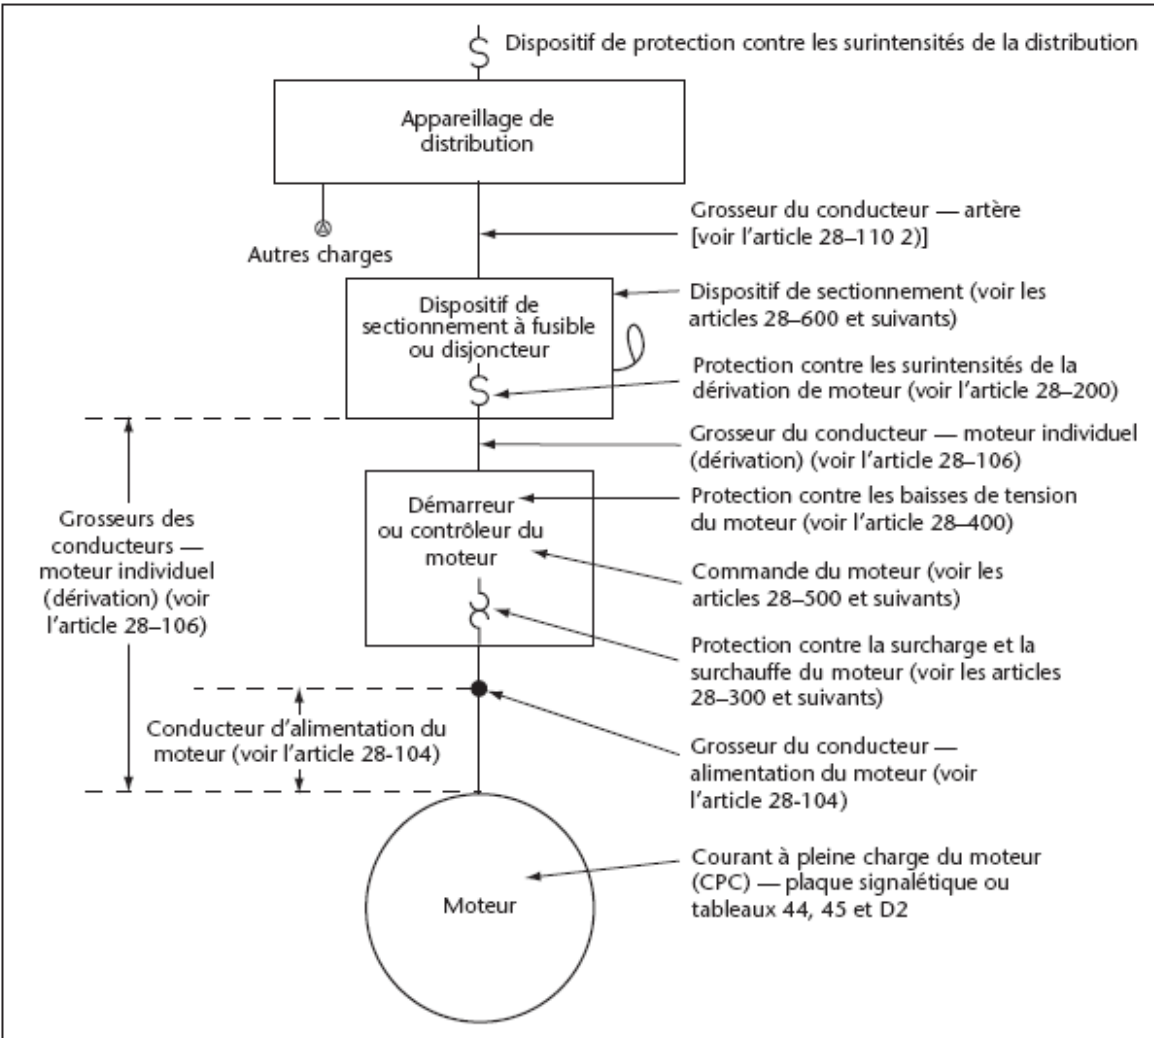 Dispositif de protection contre les surintensités de la distribution
Appareillage de
distribution
Autres charges
Grosseur du conducteur — artère
[voir l'article 28–110 2)]
Dispositif de
sectionnement à fusible
ou disjoncteur
Dispositif de sectionnement (voir les
articles 28–600 et suivants)
Protection contre les surintensités de la
dérivation de moteur (voir l'article 28–200)
Grosseur du conducteur — moteur individuel
(dérivation) (voir l'article 28–106)
Démarreur
ou contrôleur du
moteur
Protection contre les baisses de tension
du moteur (voir l'article 28–400)
Commande du moteur (voir les
articles 28–500 et suivants)
Grosseurs des
conducteurs —
moteur individuel
(dérivation) (voir
l'article 28–106)
Protection contre la surcharge et la
surchauffe du moteur (voir les articles
28–300 et suivants)
Conducteur d'alimentation du
moteur (voir l'article 28-104)
Grosseur du conducteur —
alimentation du moteur (voir
l'article 28-104)
Moteur
Courant à pleine charge du moteur
(CPC) — plaque signalétique ou
tableaux 44, 45 et D2